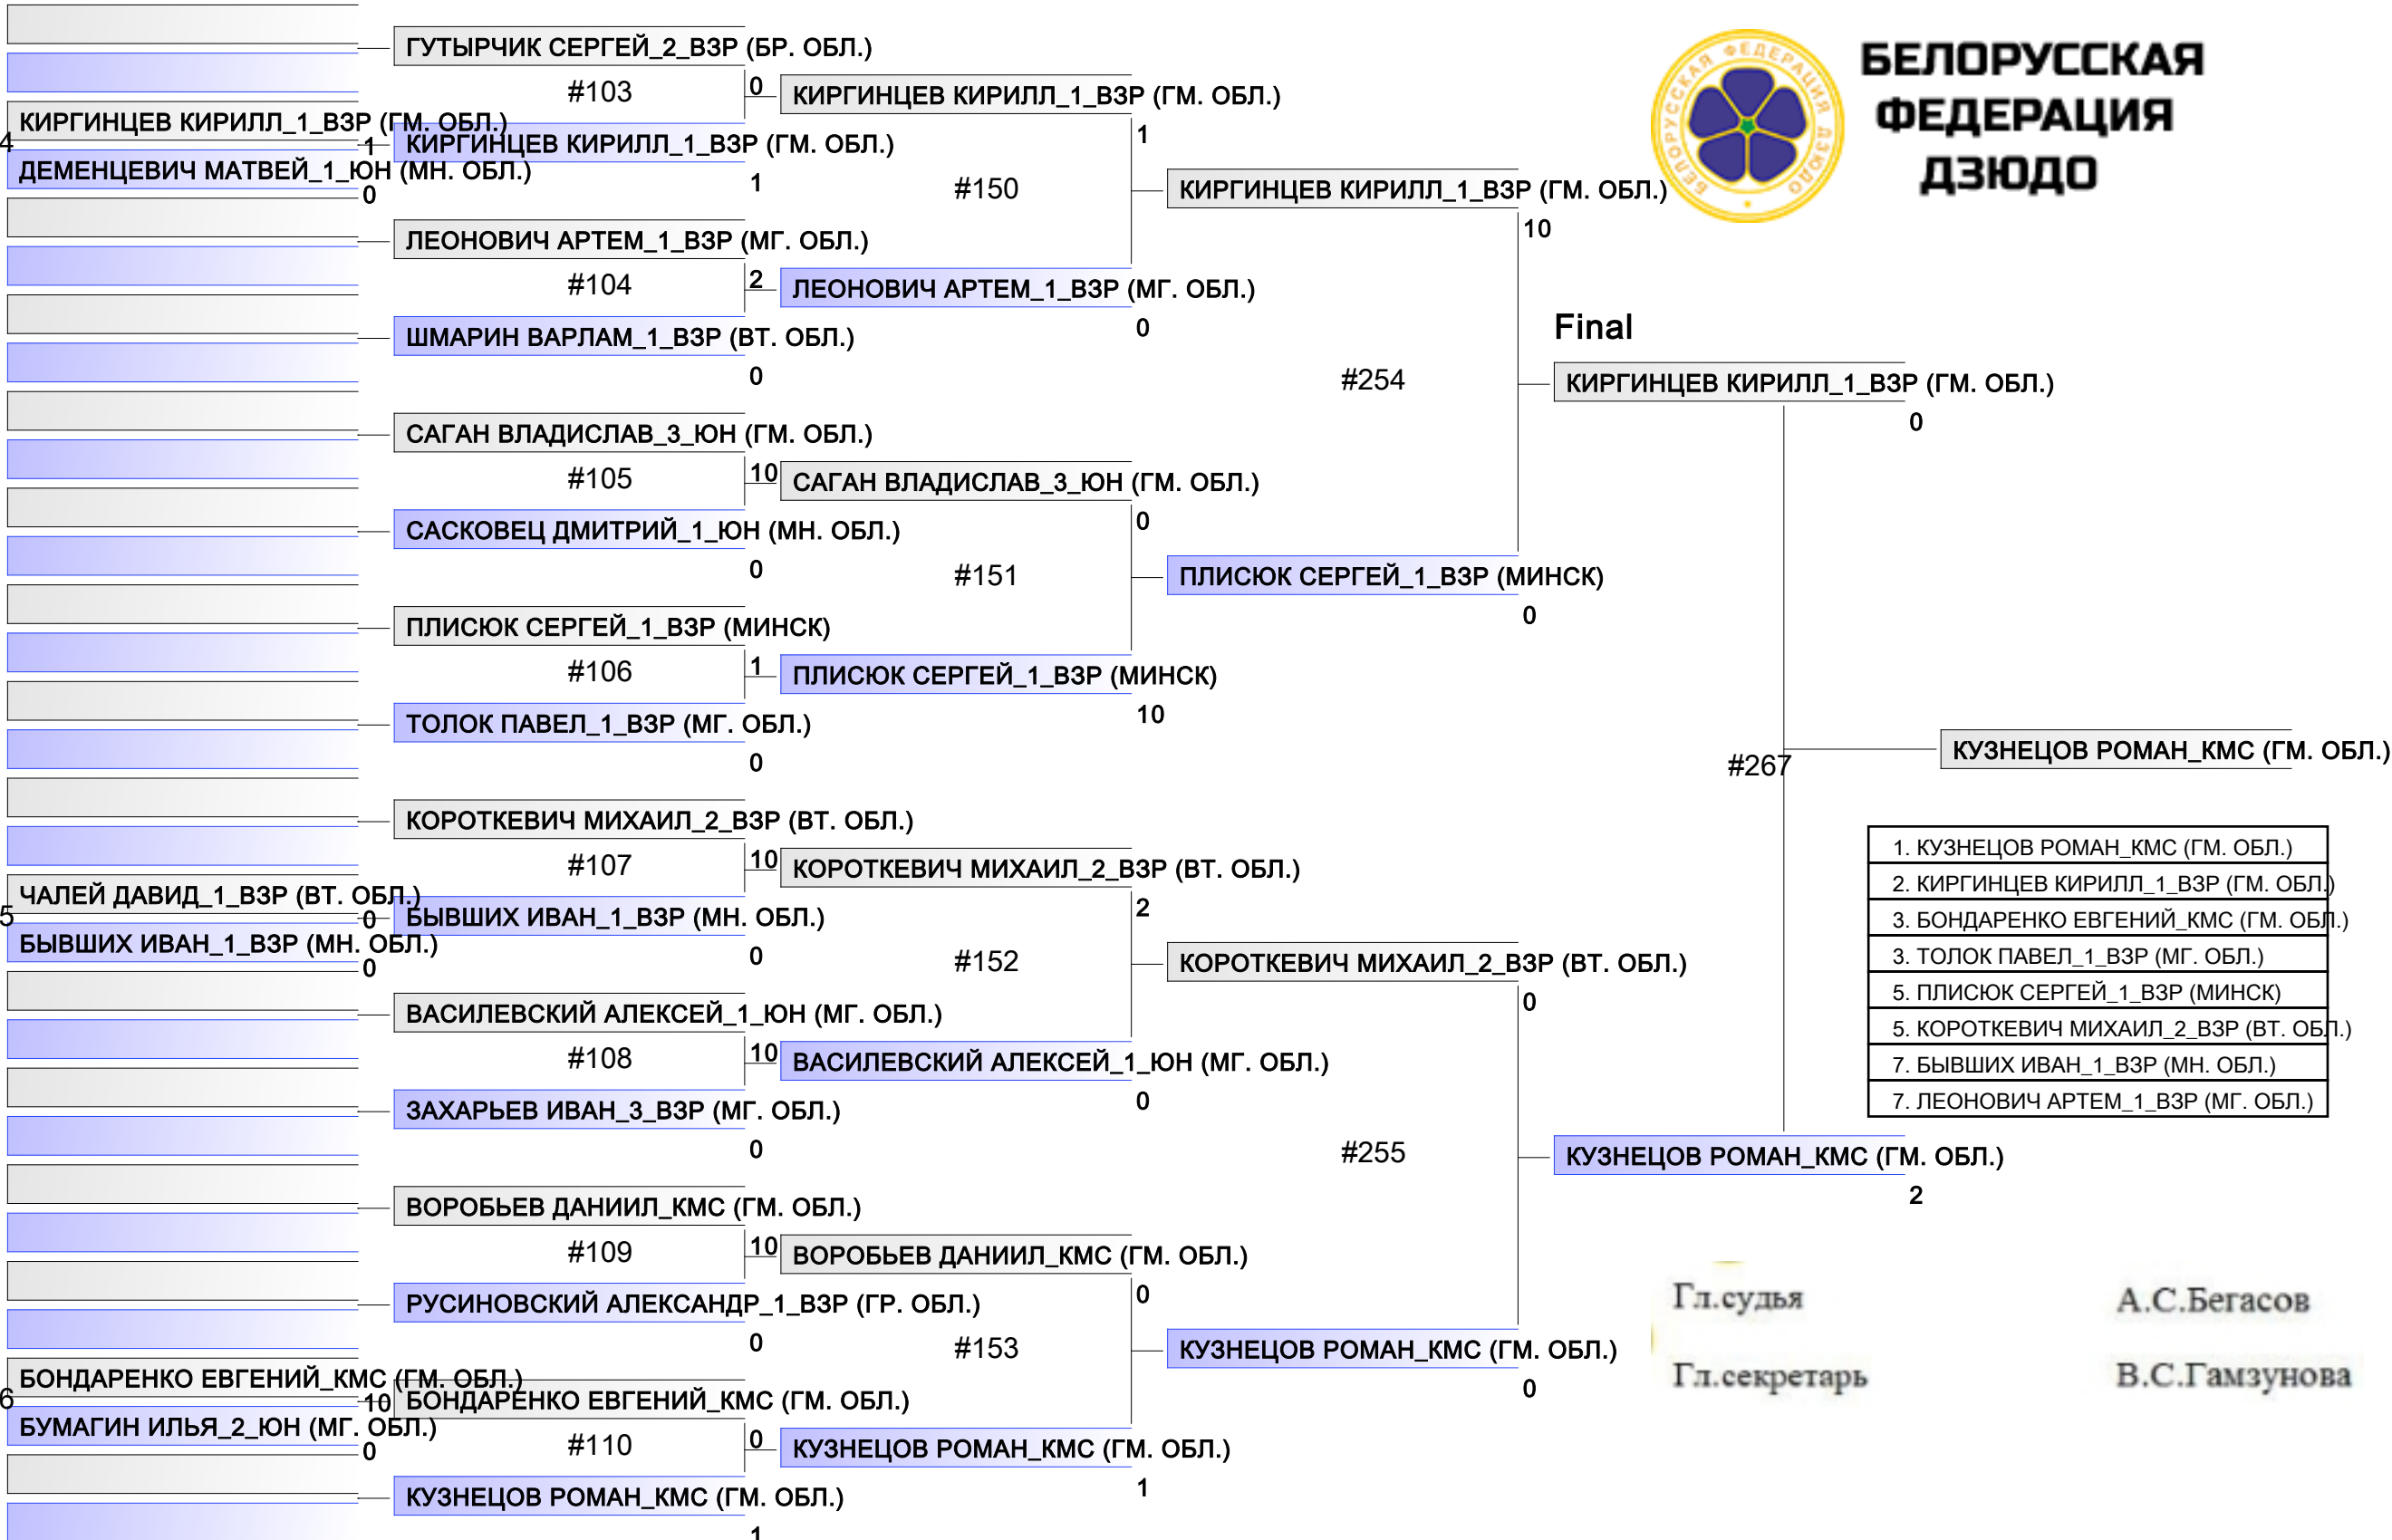 БЕЛОРУССКАЯ ФЕДЕРАЦИЯ ДЗЮДО
БЕЛОРУССКАЯ
ФЕДЕРАЦИЯ
ДЗЮДО
4
КИРГИНЦЕВ КИРИЛЛ_1_ВЗР (ГМ. ОБЛ.)
1
ДЕМЕНЦЕВИЧ МАТВЕЙ_1_ЮН (МН. ОБЛ.)
0
5
ЧАЛЕЙ ДАВИД_1_ВЗР (ВТ. ОБЛ.)
0
БЫВШИХ ИВАН_1_ВЗР (МН. ОБЛ.)
0
6
БОНДАРЕНКО ЕВГЕНИЙ_КМС (ГМ. ОБЛ.)
10
БУМАГИН ИЛЬЯ_2_ЮН (МГ. ОБЛ.)
0
ГУТЫРЧИК СЕРГЕЙ_2_ВЗР (БР. ОБЛ.)
#103
0
КИРГИНЦЕВ КИРИЛЛ_1_ВЗР (ГМ. ОБЛ.)
1
ЛЕОНОВИЧ АРТЕМ_1_ВЗР (МГ. ОБЛ.)
#104
2
ШМАРИН ВАРЛАМ_1_ВЗР (ВТ. ОБЛ.)
0
САГАН ВЛАДИСЛАВ_3_ЮН (ГМ. ОБЛ.)
#105
10
САСКОВЕЦ ДМИТРИЙ_1_ЮН (МН. ОБЛ.)
0
ПЛИСЮК СЕРГЕЙ_1_ВЗР (МИНСК)
#106
1
ТОЛОК ПАВЕЛ_1_ВЗР (МГ. ОБЛ.)
0
КОРОТКЕВИЧ МИХАИЛ_2_ВЗР (ВТ. ОБЛ.)
#107
10
БЫВШИХ ИВАН_1_ВЗР (МН. ОБЛ.)
0
ВАСИЛЕВСКИЙ АЛЕКСЕЙ_1_ЮН (МГ. ОБЛ.)
#108
10
ЗАХАРЬЕВ ИВАН_3_ВЗР (МГ. ОБЛ.)
0
ВОРОБЬЕВ ДАНИИЛ_КМС (ГМ. ОБЛ.)
#109
10
РУСИНОВСКИЙ АЛЕКСАНДР_1_ВЗР (ГР. ОБЛ.)
0
БОНДАРЕНКО ЕВГЕНИЙ_КМС (ГМ. ОБЛ.)
#110
0
КУЗНЕЦОВ РОМАН_КМС (ГМ. ОБЛ.)
1
КИРГИНЦЕВ КИРИЛЛ_1_ВЗР (ГМ. ОБЛ.)
1
#150
ЛЕОНОВИЧ АРТЕМ_1_ВЗР (МГ. ОБЛ.)
0
САГАН ВЛАДИСЛАВ_3_ЮН (ГМ. ОБЛ.)
0
#151
ПЛИСЮК СЕРГЕЙ_1_ВЗР (МИНСК)
10
КОРОТКЕВИЧ МИХАИЛ_2_ВЗР (ВТ. ОБЛ.)
2
#152
ВАСИЛЕВСКИЙ АЛЕКСЕЙ_1_ЮН (МГ. ОБЛ.)
0
ВОРОБЬЕВ ДАНИИЛ_КМС (ГМ. ОБЛ.)
0
#153
КУЗНЕЦОВ РОМАН_КМС (ГМ. ОБЛ.)
1
КИРГИНЦЕВ КИРИЛЛ_1_ВЗР (ГМ. ОБЛ.)
10
#254
ПЛИСЮК СЕРГЕЙ_1_ВЗР (МИНСК)
0
КОРОТКЕВИЧ МИХАИЛ_2_ВЗР (ВТ. ОБЛ.)
0
#255
КУЗНЕЦОВ РОМАН_КМС (ГМ. ОБЛ.)
0
Final
КИРГИНЦЕВ КИРИЛЛ_1_ВЗР (ГМ. ОБЛ.)
0
#267
КУЗНЕЦОВ РОМАН_КМС (ГМ. ОБЛ.)
2
КУЗНЕЦОВ РОМАН_КМС (ГМ. ОБЛ.)
1. КУЗНЕЦОВ РОМАН_КМС (ГМ. ОБЛ.)
2. КИРГИНЦЕВ КИРИЛЛ_1_ВЗР (ГМ. ОБЛ.)
3. БОНДАРЕНКО ЕВГЕНИЙ_КМС (ГМ. ОБЛ.)
3. ТОЛОК ПАВЕЛ_1_ВЗР (МГ. ОБЛ.)
5. ПЛИСЮК СЕРГЕЙ_1_ВЗР (МИНСК)
5. КОРОТКЕВИЧ МИХАИЛ_2_ВЗР (ВТ. ОБЛ.)
7. БЫВШИХ ИВАН_1_ВЗР (МН. ОБЛ.)
7. ЛЕОНОВИЧ АРТЕМ_1_ВЗР (МГ. ОБЛ.)
Гл.судья А.С.Бегасов
Гл.секретарь В.С.Гамзунова